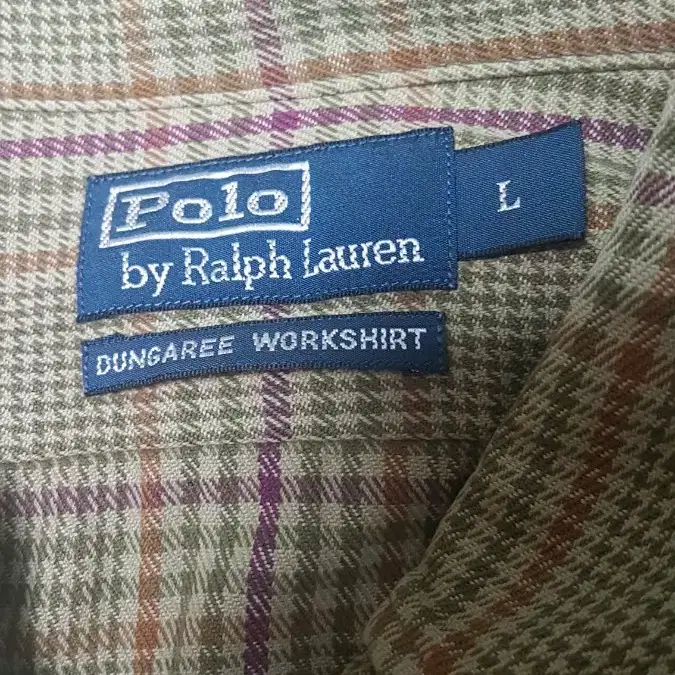 Polo
by Ralph Lauren
L
DUNGAREE WORKSHIRT